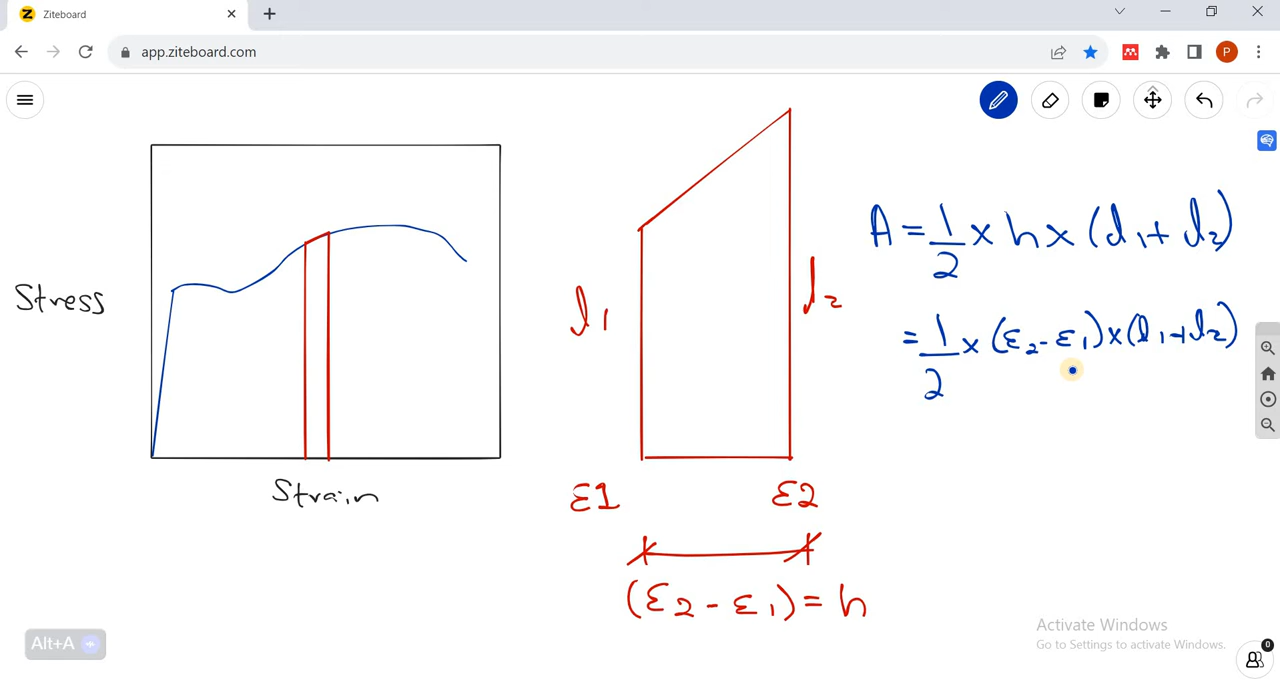 Ziteboard
app.ziteboard.com
P
Stress
Strain
l1
l2
ε1 ε2
(ε2 - ε1) = h
A = 1/2 × h × (l1 + l2)
= 1/2 × (ε2 - ε1) × (l1 + l2)
Alt+A
Activate Windows
Go to Settings to activate Windows.
0